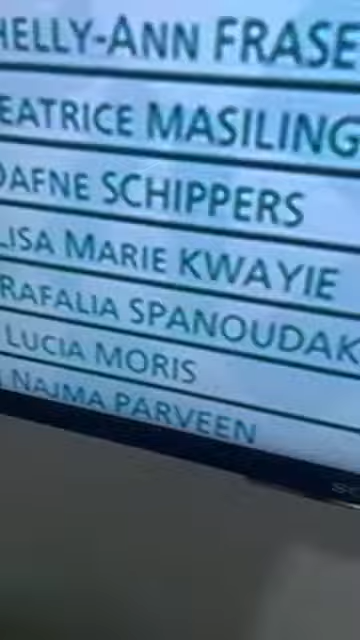 HELLY-ANN FRASE
EATRICE MASILING
DAFNE SCHIPPERS
LISA MARIE KWAYIE
RAFALIA SPANOUDAK
LUCIA MORIS
NAJMA PARVEEN